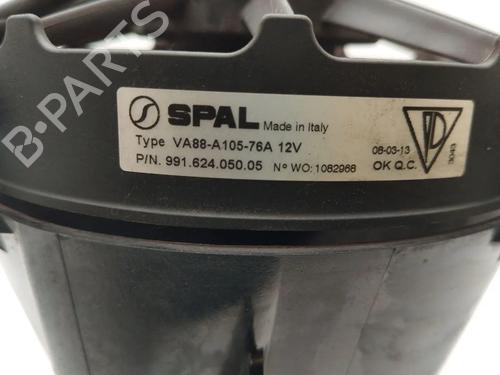 SPAL Made in Italy
Type VA88-A105-76A 12V
P/N. 991.624.050.05 N° WO: 1082968
08-03-13
OK Q.C.
3043
B-PARTS